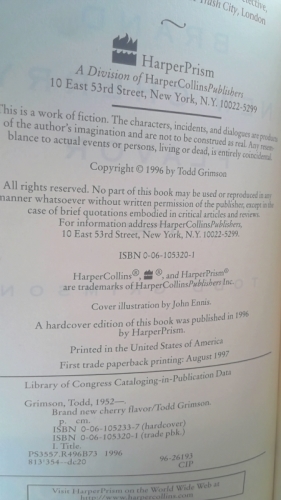 Trash City, London
HarperPrism
A Division of HarperCollinsPublishers
10 East 53rd Street, New York, N.Y. 10022-5299
This is a work of fiction. The characters, incidents, and dialogues are products
of the author's imagination and are not to be construed as real. Any resem-
blance to actual events or persons, living or dead, is entirely coincidental.
Copyright © 1996 by Todd Grimson
All rights reserved. No part of this book may be used or reproduced in any
manner whatsoever without written permission of the publisher, except in the
case of brief quotations embodied in critical articles and reviews.
For information address HarperCollinsPublishers,
10 East 53rd Street, New York, N.Y. 10022-5299.
ISBN 0-06-105320-1
HarperCollins®, ®, and HarperPrism®
are trademarks of HarperCollinsPublishers Inc.
Cover illustration by John Ennis.
A hardcover edition of this book was published in 1996
by HarperPrism.
Printed in the United States of America
First trade paperback printing: August 1997
Library of Congress Cataloging-in-Publication Data
Grimson, Todd, 1952—
Brand new cherry flavor/Todd Grimson.
p. cm.
ISBN 0-06-105233-7 (hardcover)
ISBN 0-06-105320-1 (trade pbk.)
I. Title.
PS3557.R496B73 1996
813'.354--dc20 96-26193
CIP
Visit HarperPrism on the World Wide Web at
http://www.harperonline.com